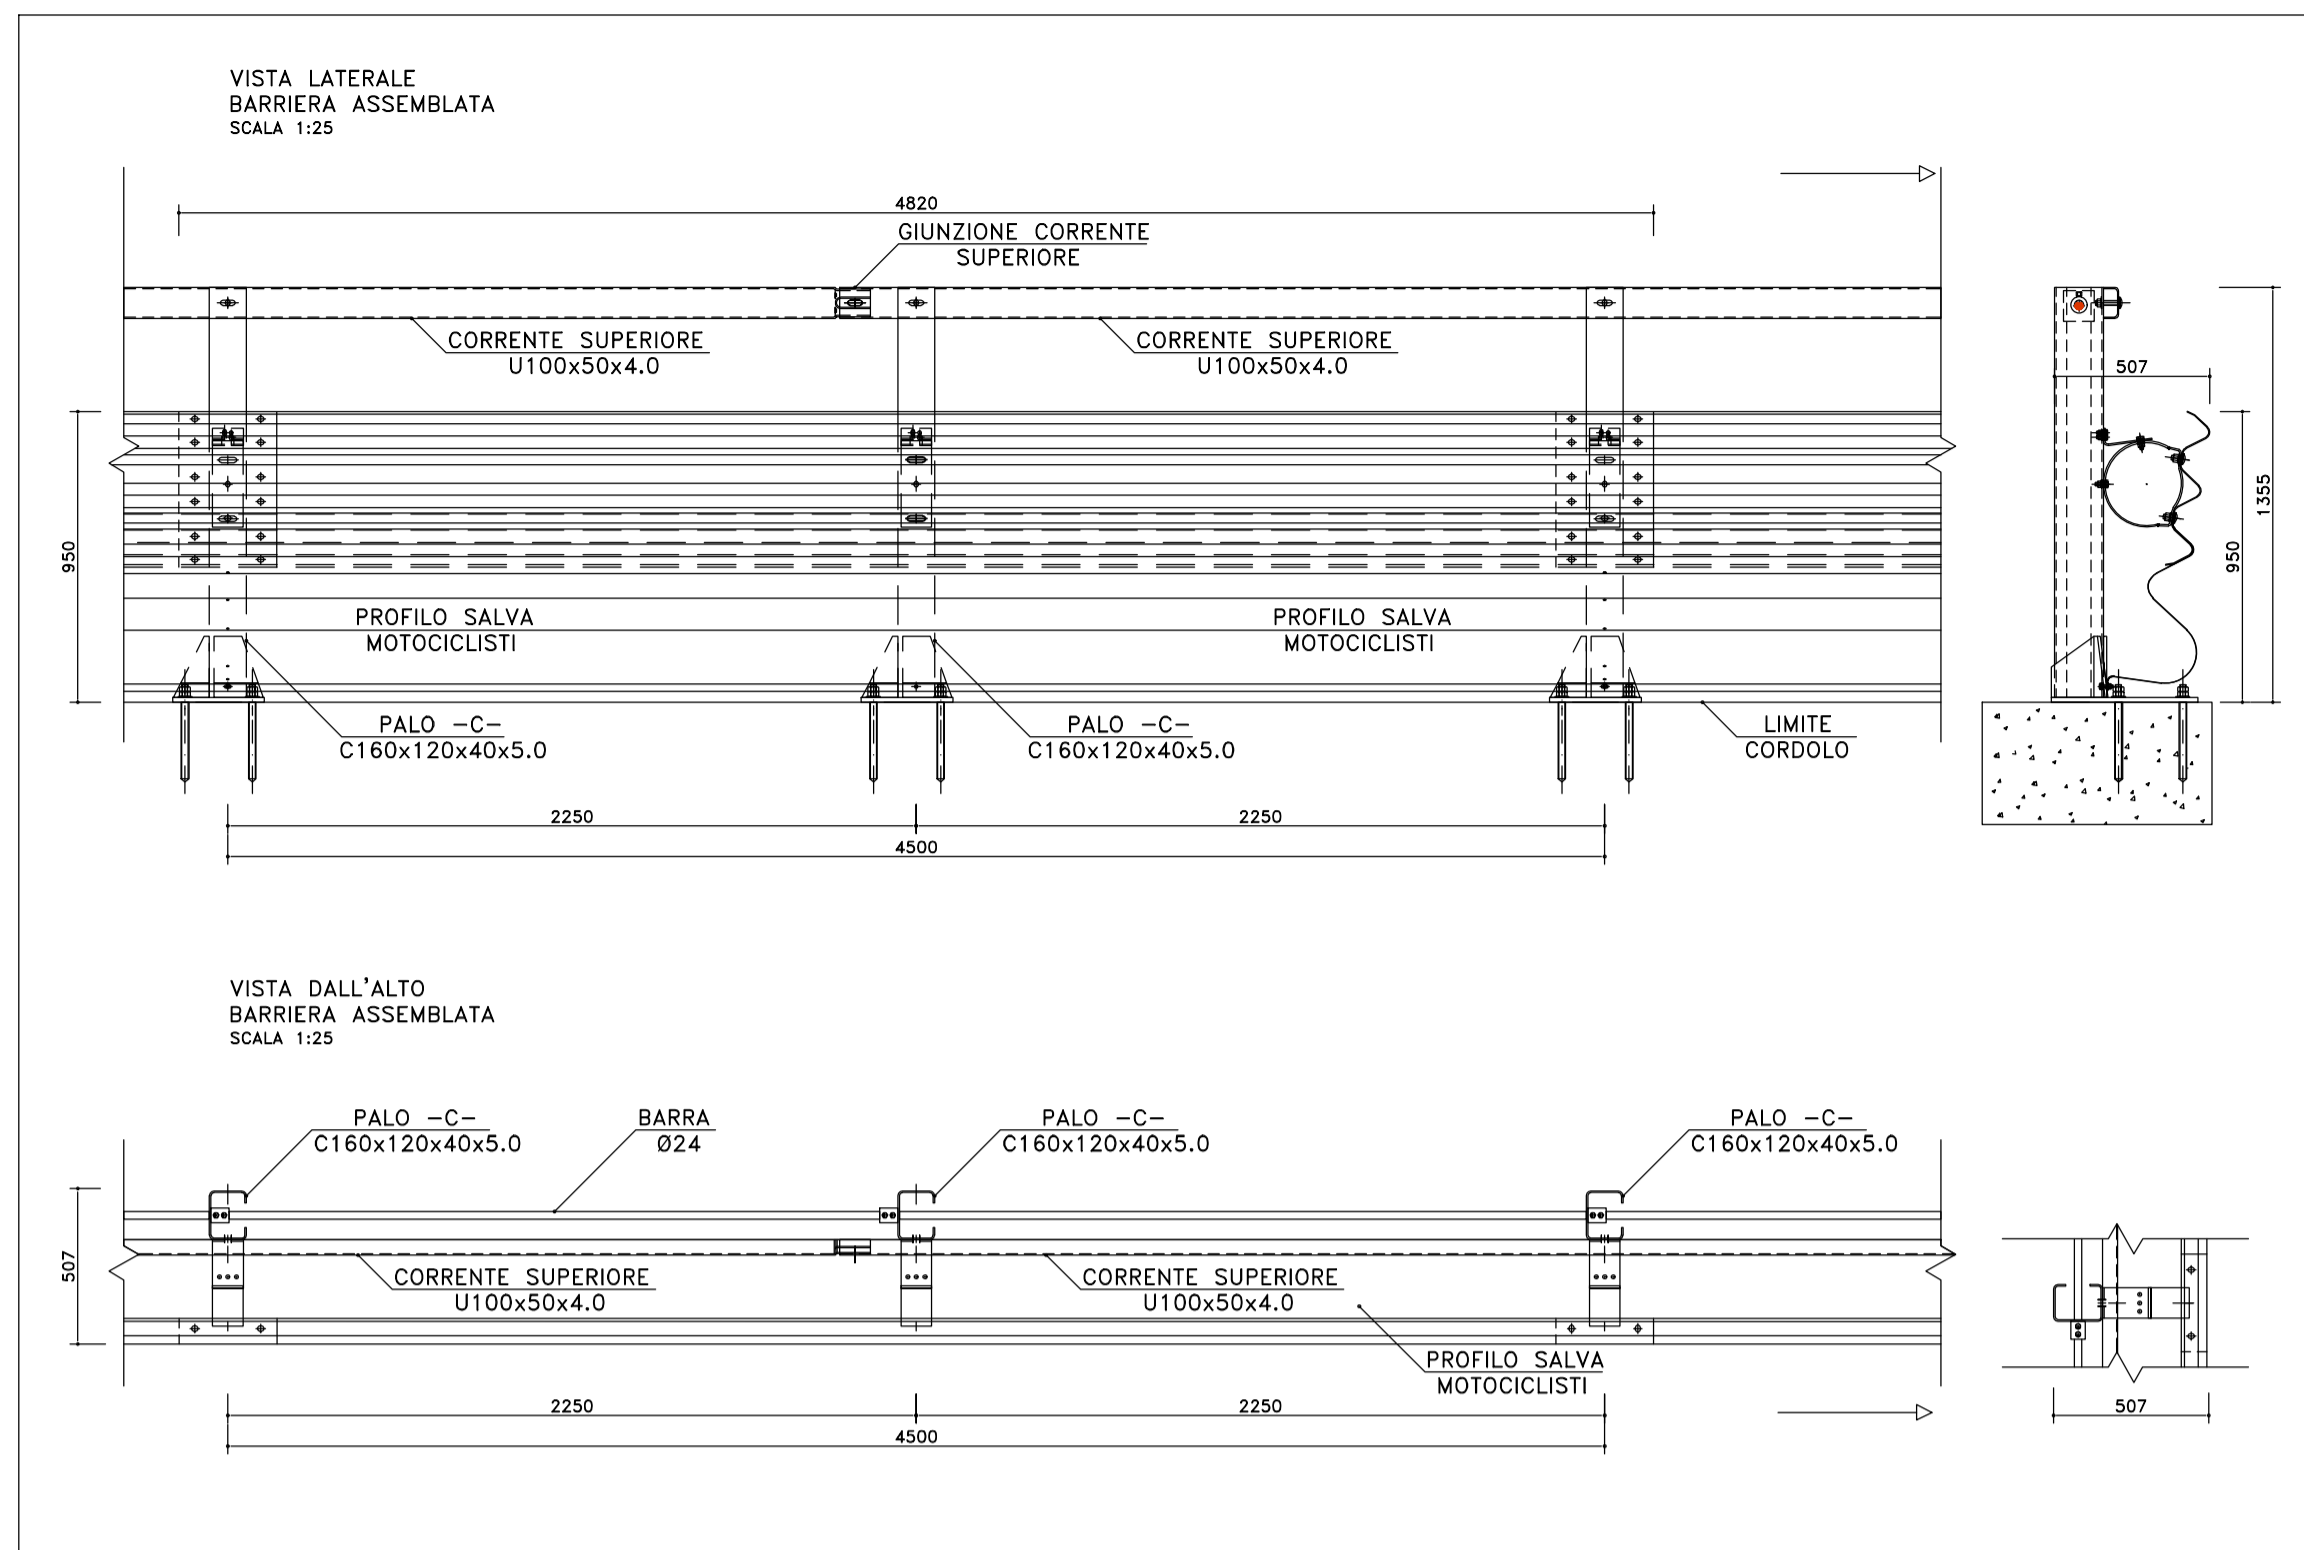 VISTA LATERALE
BARRIERA ASSEMBLATA
SCALA 1:25
4820
GIUNZIONE CORRENTE
SUPERIORE
CORRENTE SUPERIORE
U100x50x4.0
CORRENTE SUPERIORE
U100x50x4.0
507
950
950
1355
PROFILO SALVA
MOTOCICLISTI
PROFILO SALVA
MOTOCICLISTI
PALO -C-
C160x120x40x5.0
PALO -C-
C160x120x40x5.0
LIMITE
CORDOLO
2250
2250
4500
VISTA DALL'ALTO
BARRIERA ASSEMBLATA
SCALA 1:25
PALO -C-
C160x120x40x5.0
BARRA
Ø24
PALO -C-
C160x120x40x5.0
PALO -C-
C160x120x40x5.0
507
CORRENTE SUPERIORE
U100x50x4.0
CORRENTE SUPERIORE
U100x50x4.0
PROFILO SALVA
MOTOCICLISTI
2250
2250
507
4500